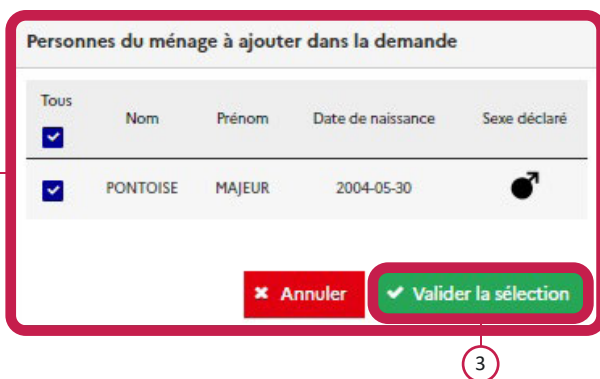 Personnes du ménage à ajouter dans la demande
Tous Nom Prénom Date de naissance Sexe déclaré
PONTOISE MAJEUR 2004-05-30
Annuler Valider la sélection
3